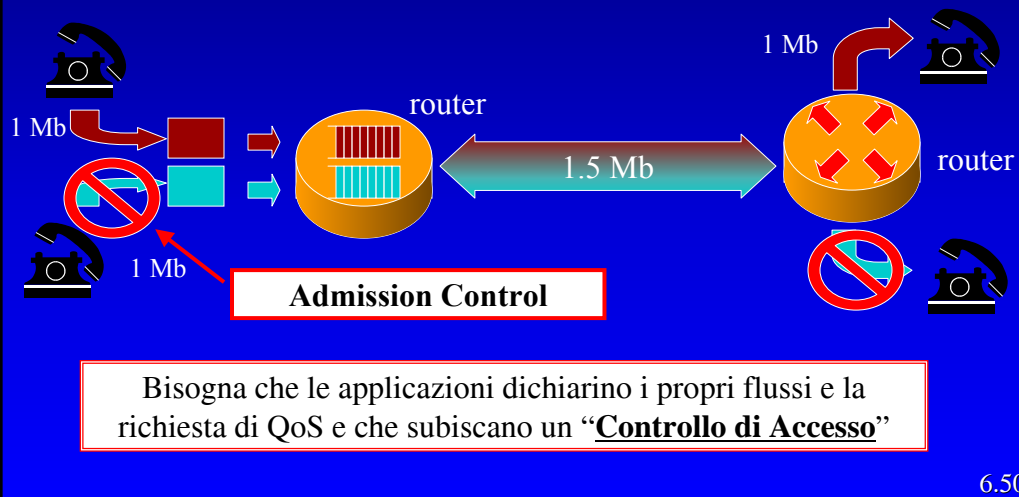 1 Mb
router
1 Mb
1.5 Mb
router
1 Mb
Admission Control
Bisogna che le applicazioni dichiarino i propri flussi e la
richiesta di QoS e che subiscano un “Controllo di Accesso”
6.50